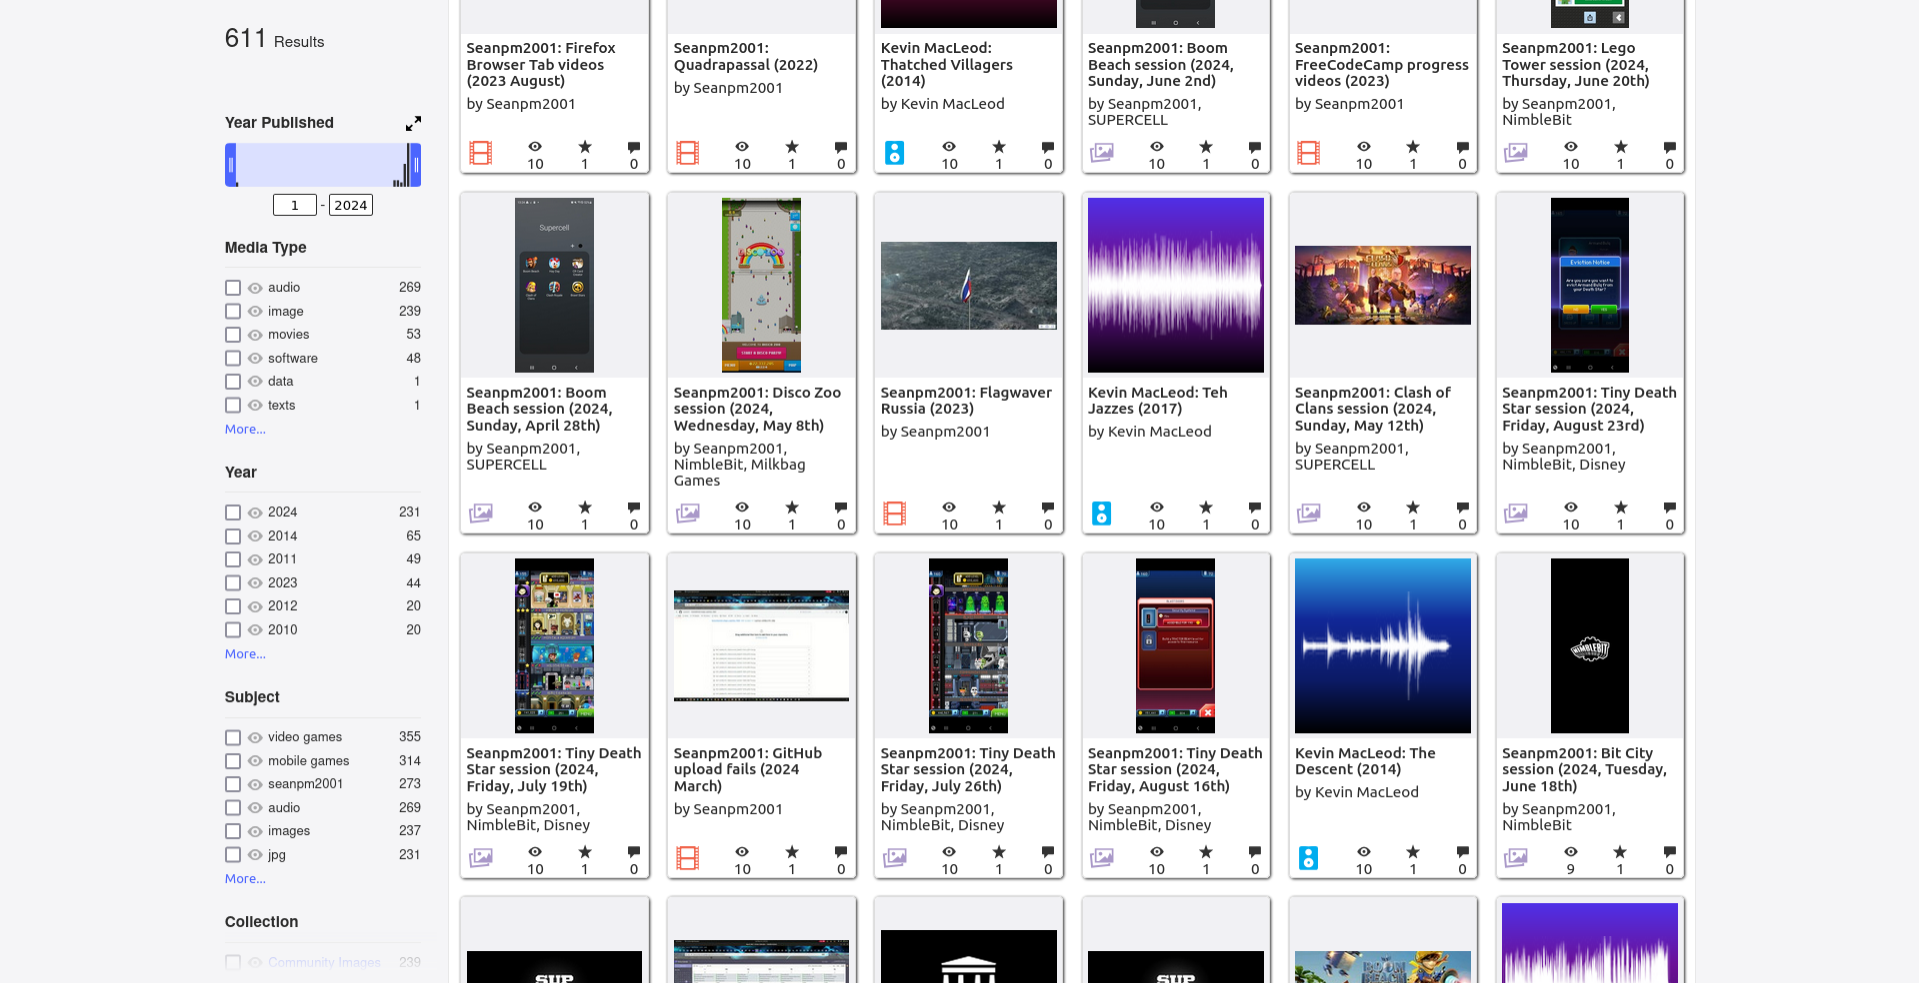 611 Results
Year Published
1 - 2024
Media Type
audio 269
image 239
movies 53
software 48
data 1
texts 1
More...
Year
2024 231
2014 65
2011 49
2023 44
2012 20
2010 20
More...
Subject
video games 355
mobile games 314
seanpm2001 273
audio 269
images 237
jpg 231
More...
Collection
Community Images 239
Seanpm2001: Firefox
Browser Tab videos
(2023 August)
by Seanpm2001
10 1 0
Seanpm2001:
Quadrapassal (2022)
by Seanpm2001
10 1 0
Kevin MacLeod:
Thatched Villagers
(2014)
by Kevin MacLeod
10 1 0
Seanpm2001: Boom
Beach session (2024,
Sunday, June 2nd)
by Seanpm2001,
SUPERCELL
10 1 0
Seanpm2001:
FreeCodeCamp progress
videos (2023)
by Seanpm2001
10 1 0
Seanpm2001: Lego
Tower session (2024,
Thursday, June 20th)
by Seanpm2001,
NimbleBit
10 1 0
Supercell
Seanpm2001: Boom
Beach session (2024,
Sunday, April 28th)
by Seanpm2001,
SUPERCELL
10 1 0
DISCO ZOO
Seanpm2001: Disco Zoo
session (2024,
Wednesday, May 8th)
by Seanpm2001,
NimbleBit, Milkbag
Games
10 1 0
Seanpm2001: Flagwaver
Russia (2023)
by Seanpm2001
10 1 0
Kevin MacLeod: Teh
Jazzes (2017)
by Kevin MacLeod
10 1 0
Seanpm2001: Clash of
Clans session (2024,
Sunday, May 12th)
by Seanpm2001,
SUPERCELL
10 1 0
Eviction Notice
Seanpm2001: Tiny Death
Star session (2024,
Friday, August 23rd)
by Seanpm2001,
NimbleBit, Disney
10 1 0
Seanpm2001: Tiny Death
Star session (2024,
Friday, July 19th)
by Seanpm2001,
NimbleBit, Disney
10 1 0
Seanpm2001: GitHub
upload fails (2024
March)
by Seanpm2001
10 1 0
Seanpm2001: Tiny Death
Star session (2024,
Friday, July 26th)
by Seanpm2001,
NimbleBit, Disney
10 1 0
Seanpm2001: Tiny Death
Star session (2024,
Friday, August 16th)
by Seanpm2001,
NimbleBit, Disney
10 1 0
Kevin MacLeod: The
Descent (2014)
by Kevin MacLeod
10 1 0
NIMBLEBIT
Seanpm2001: Bit City
session (2024, Tuesday,
June 18th)
by Seanpm2001,
NimbleBit
9 1 0
SUP
SUP
BOOM
BEACH